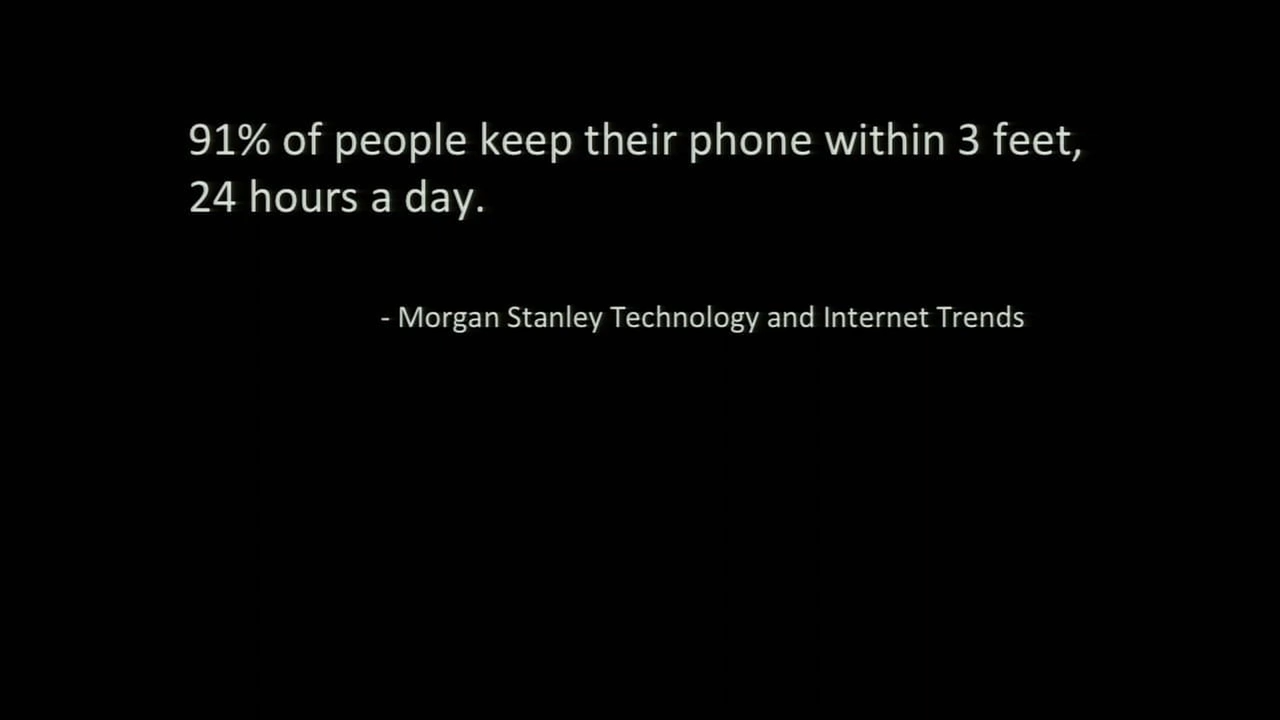 91% of people keep their phone within 3 feet,
24 hours a day.
- Morgan Stanley Technology and Internet Trends